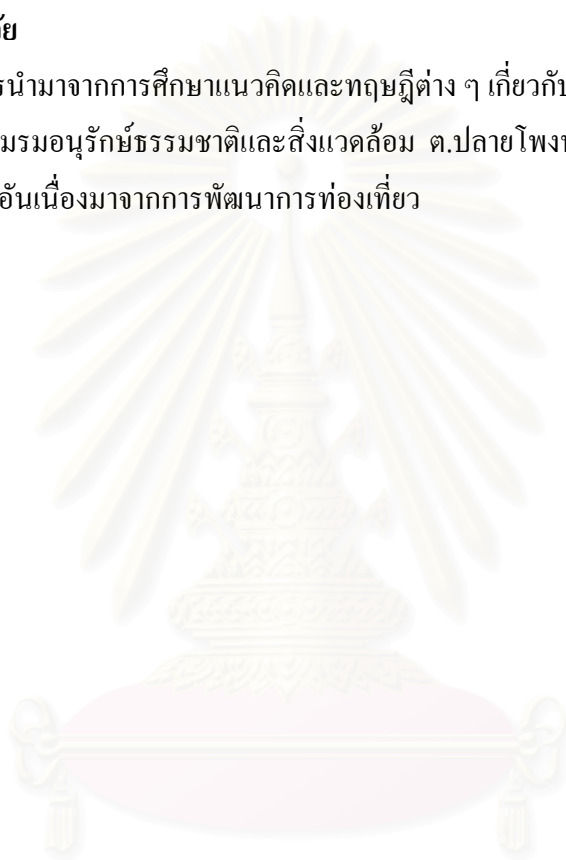 รนำมาจากการศึกษาแนวคิดและทฤษฎีต่าง ๆ เกี่ยวกับ
มรมอนุรักษ์ธรรมชาติและสิ่งแวดล้อม ต.ปลายโพงพ
อันเนื่องมาจากการพัฒนาการท่องเที่ยว